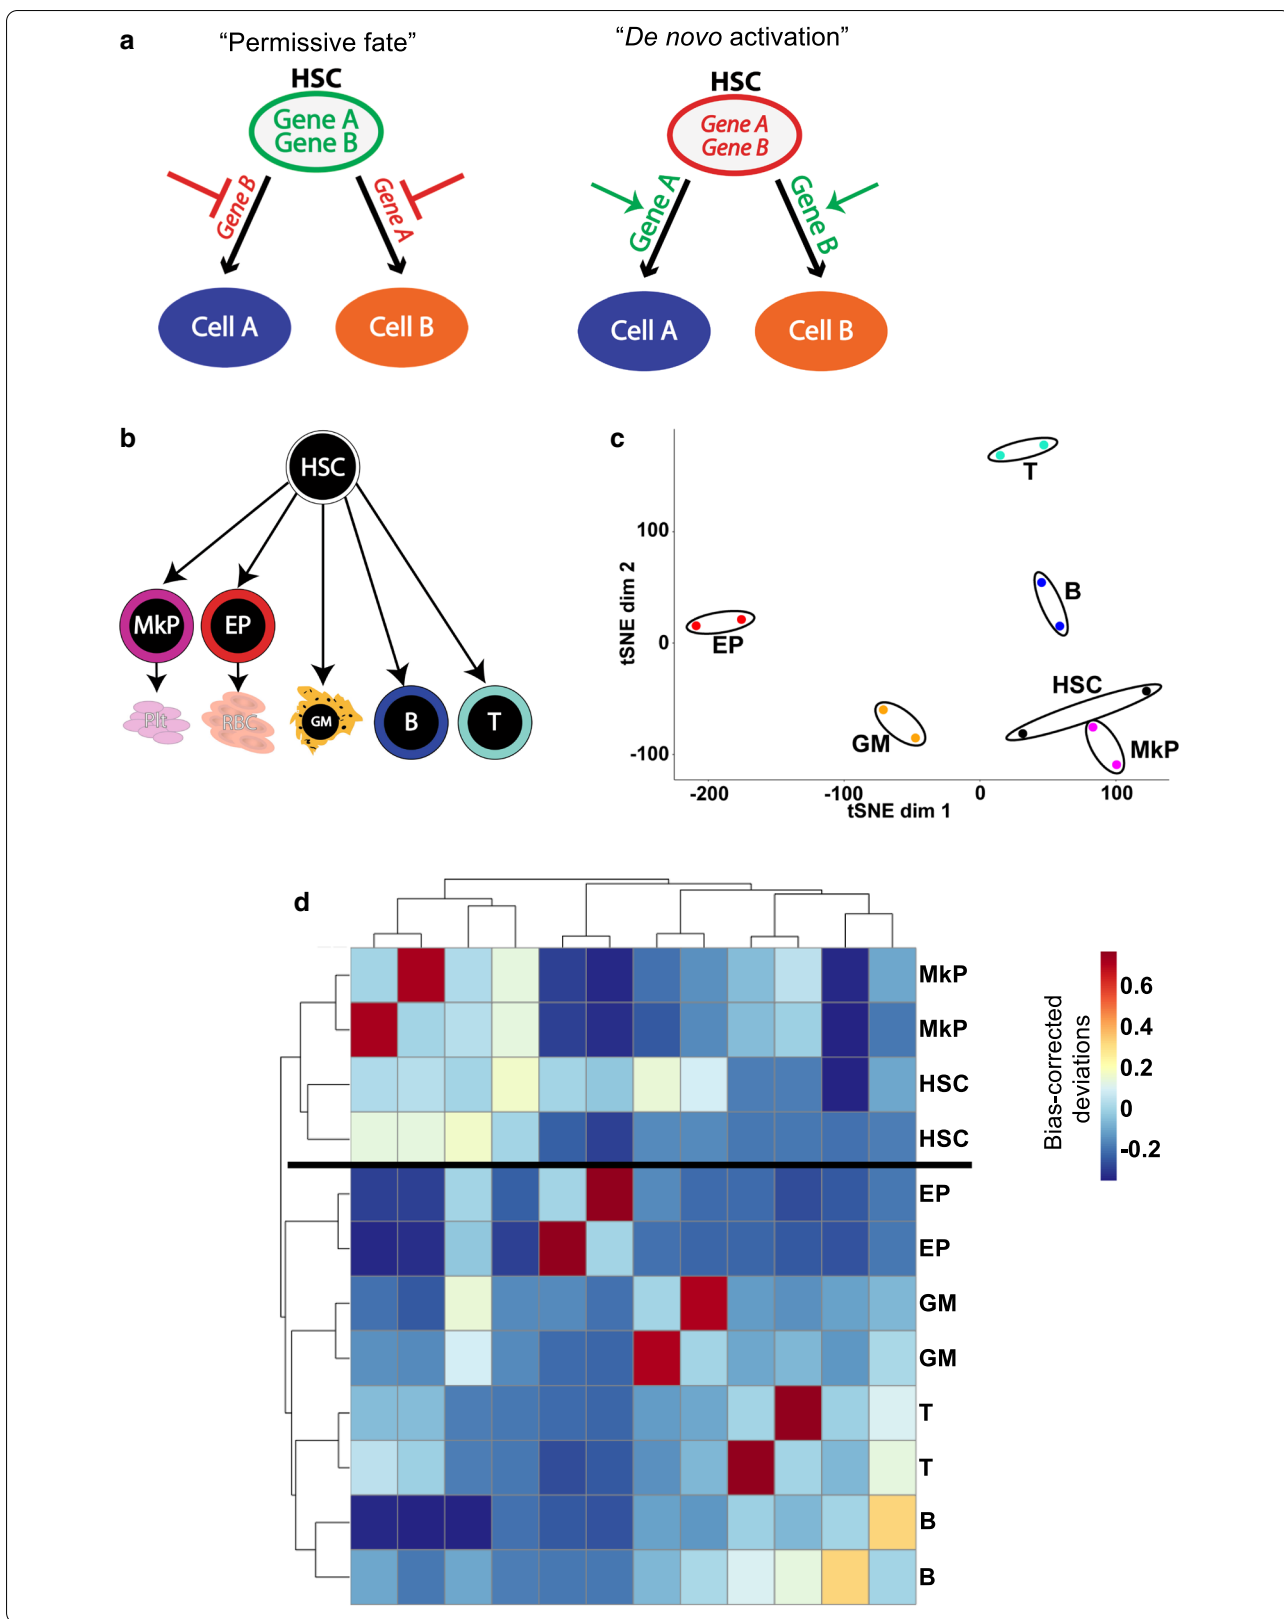 a
“Permissive fate”
HSC
Gene A
Gene B
Gene B
Gene A
Cell A
Cell B
“De novo activation”
HSC
Gene A
Gene B
Gene A
Gene B
Cell A
Cell B
b
HSC
MkP
EP
Plt
RBC
GM
B
T
c
tSNE dim 2
100
0
-100
T
B
EP
HSC
GM
MkP
-200
-100
0
100
tSNE dim 1
d
MkP
MkP
HSC
HSC
EP
EP
GM
GM
T
T
B
B
Bias-corrected
deviations
0.6
0.4
0.2
0
-0.2